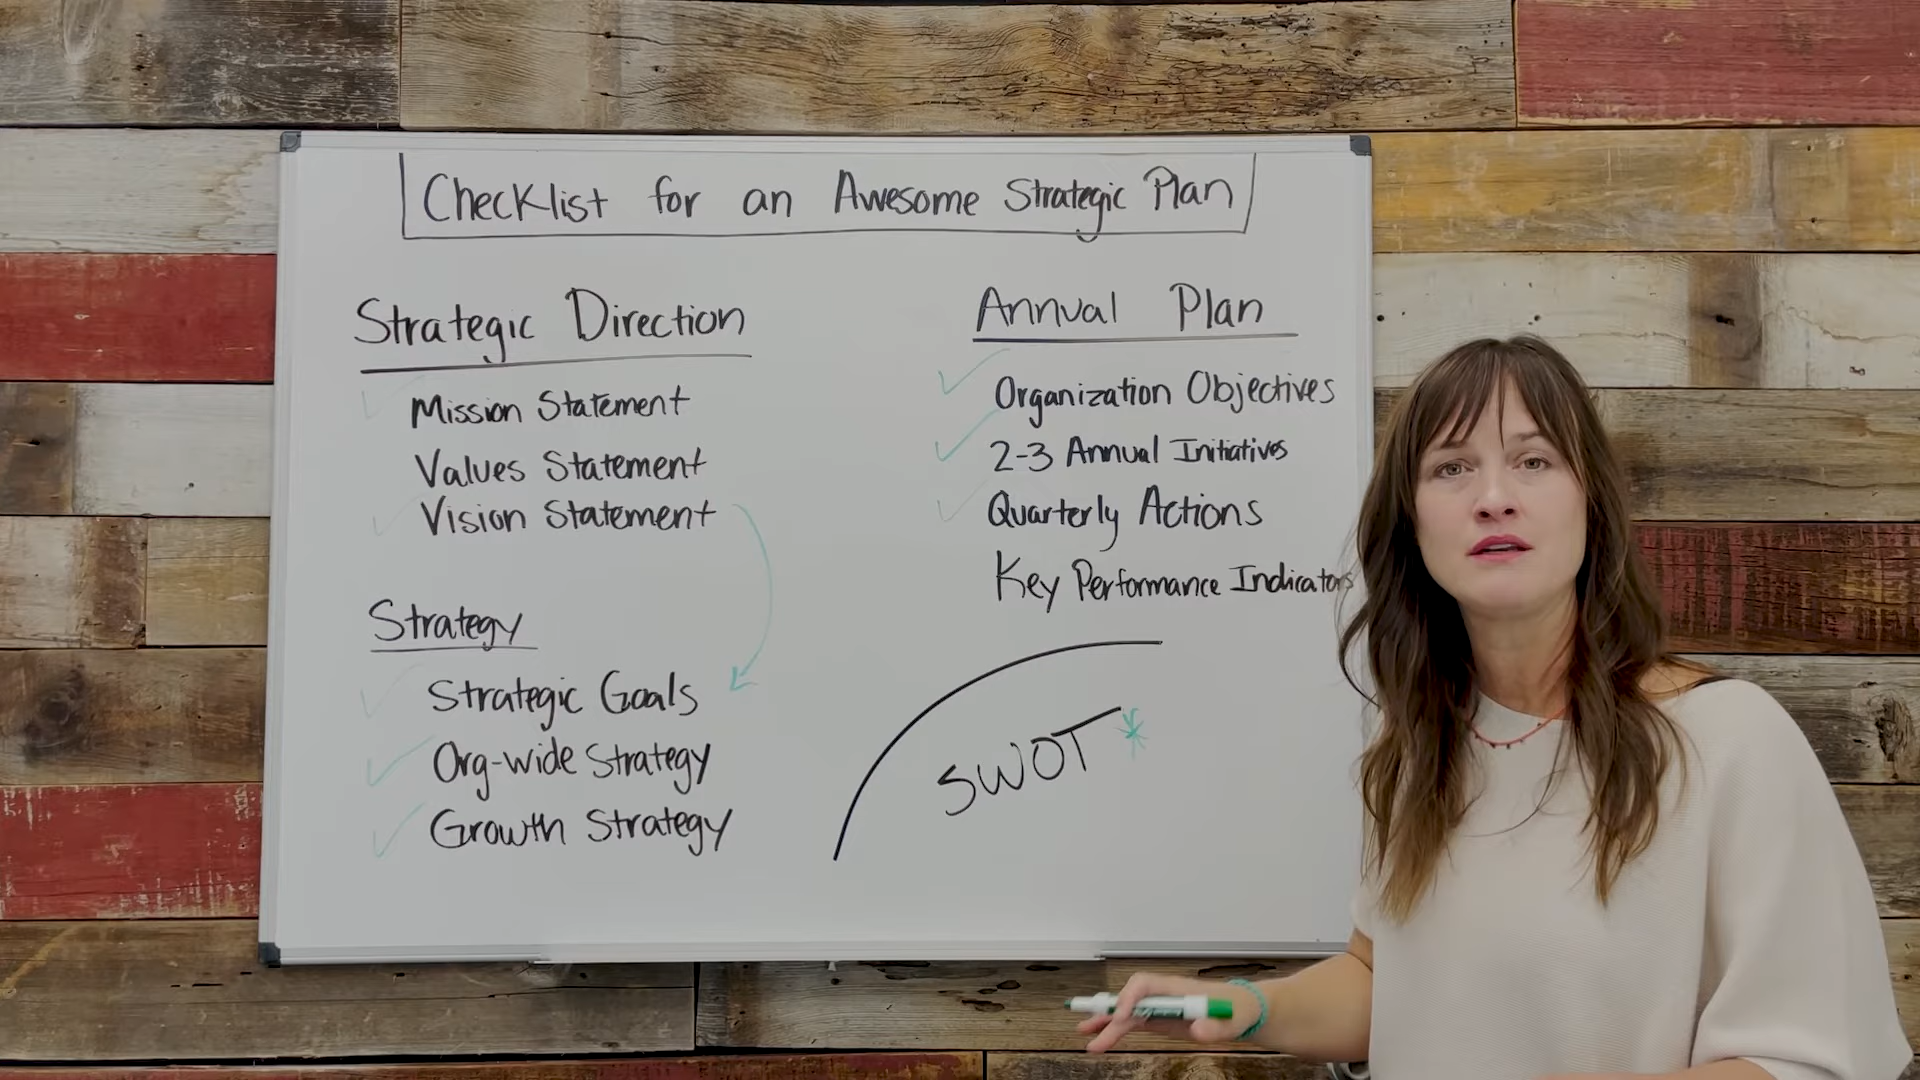 Checklist for an Awesome Strategic Plan
Strategic Direction
Mission Statement
Values Statement
Vision Statement
Strategy
Strategic Goals
Org-wide Strategy
Growth Strategy
Annual Plan
Organization Objectives
2-3 Annual Initiatives
Quarterly Actions
Key Performance Indicators
SWOT*